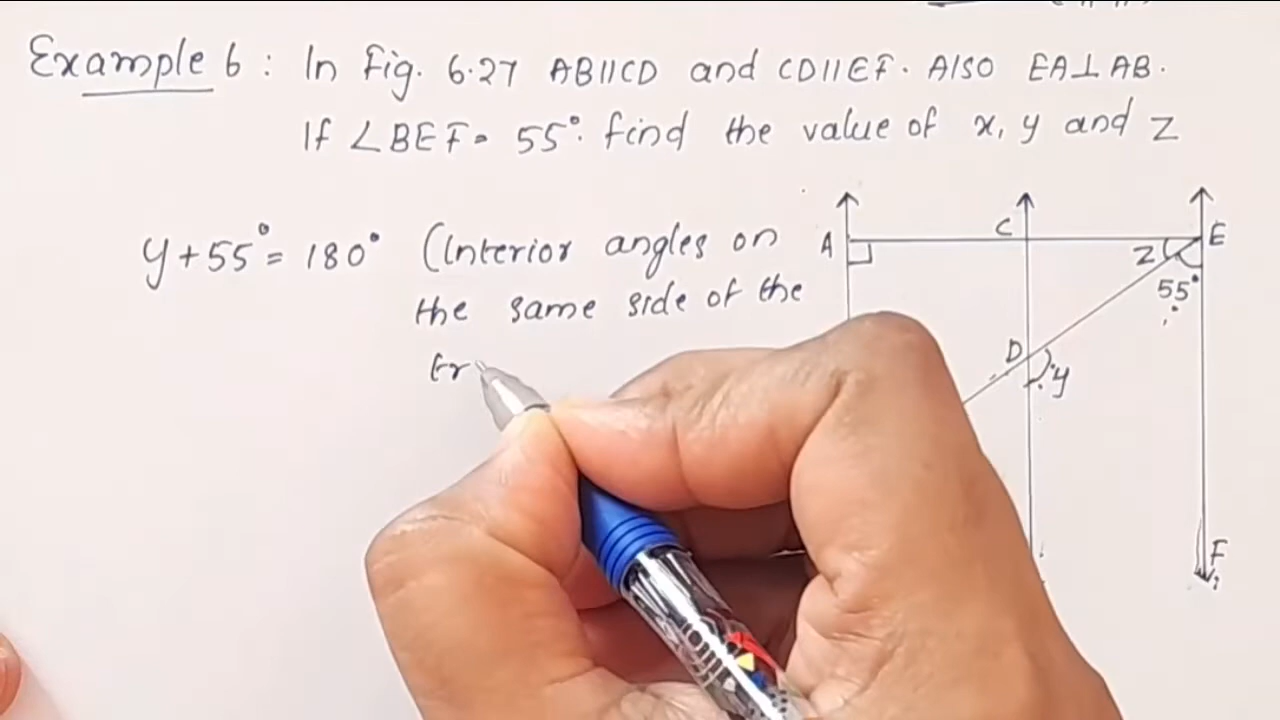 Example 6 : In Fig. 6.27 AB||CD and CD||EF. Also EA⊥AB.
If ∠BEF= 55°. find the value of x, y and z
y+55°= 180° (Interior angles on
the same side of the
tr
A
C
E
z
55°
D
y
F